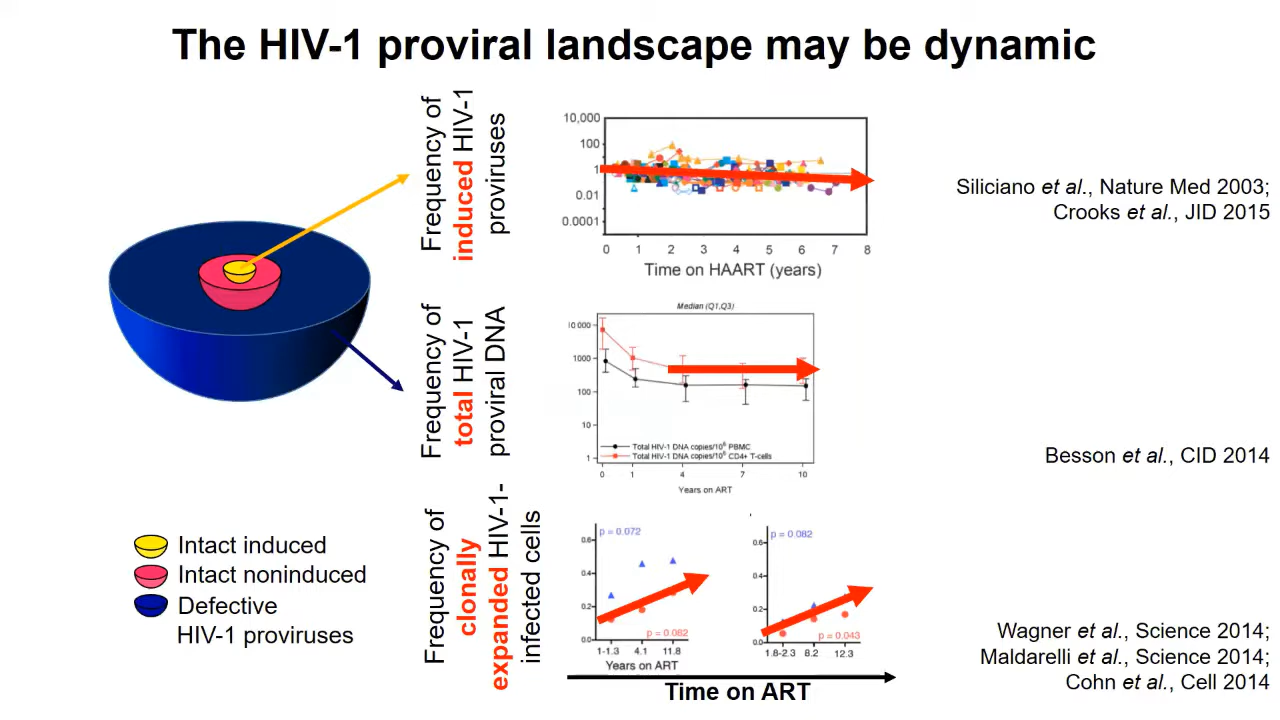 The HIV-1 proviral landscape may be dynamic
Frequency of
induced HIV-1
proviruses
10,000
100
1
0.01
0.0001
0 1 2 3 4 5 6 7 8
Time on HAART (years)
Siliciano et al., Nature Med 2003;
Crooks et al., JID 2015
Frequency of
total HIV-1
proviral DNA
Median (Q1,Q3)
10 000
1000
100
10
1
Total HIV-1 DNA copies/10⁶ PBMC
Total HIV-1 DNA copies/10⁶ CD4+ T-cells
0 1 4 7 10
Years on ART
Besson et al., CID 2014
Intact induced
Intact noninduced
Defective
HIV-1 proviruses
Frequency of
clonally
expanded HIV-1-
infected cells
p = 0.072
0.6
0.4
0.2
0.0
p = 0.082
1-1.3 4.1 11.8
Years on ART
p = 0.082
0.6
0.4
0.2
0.0
p = 0.043
1.8-2.3 8.2 12.3
Time on ART
Wagner et al., Science 2014;
Maldarelli et al., Science 2014;
Cohn et al., Cell 2014